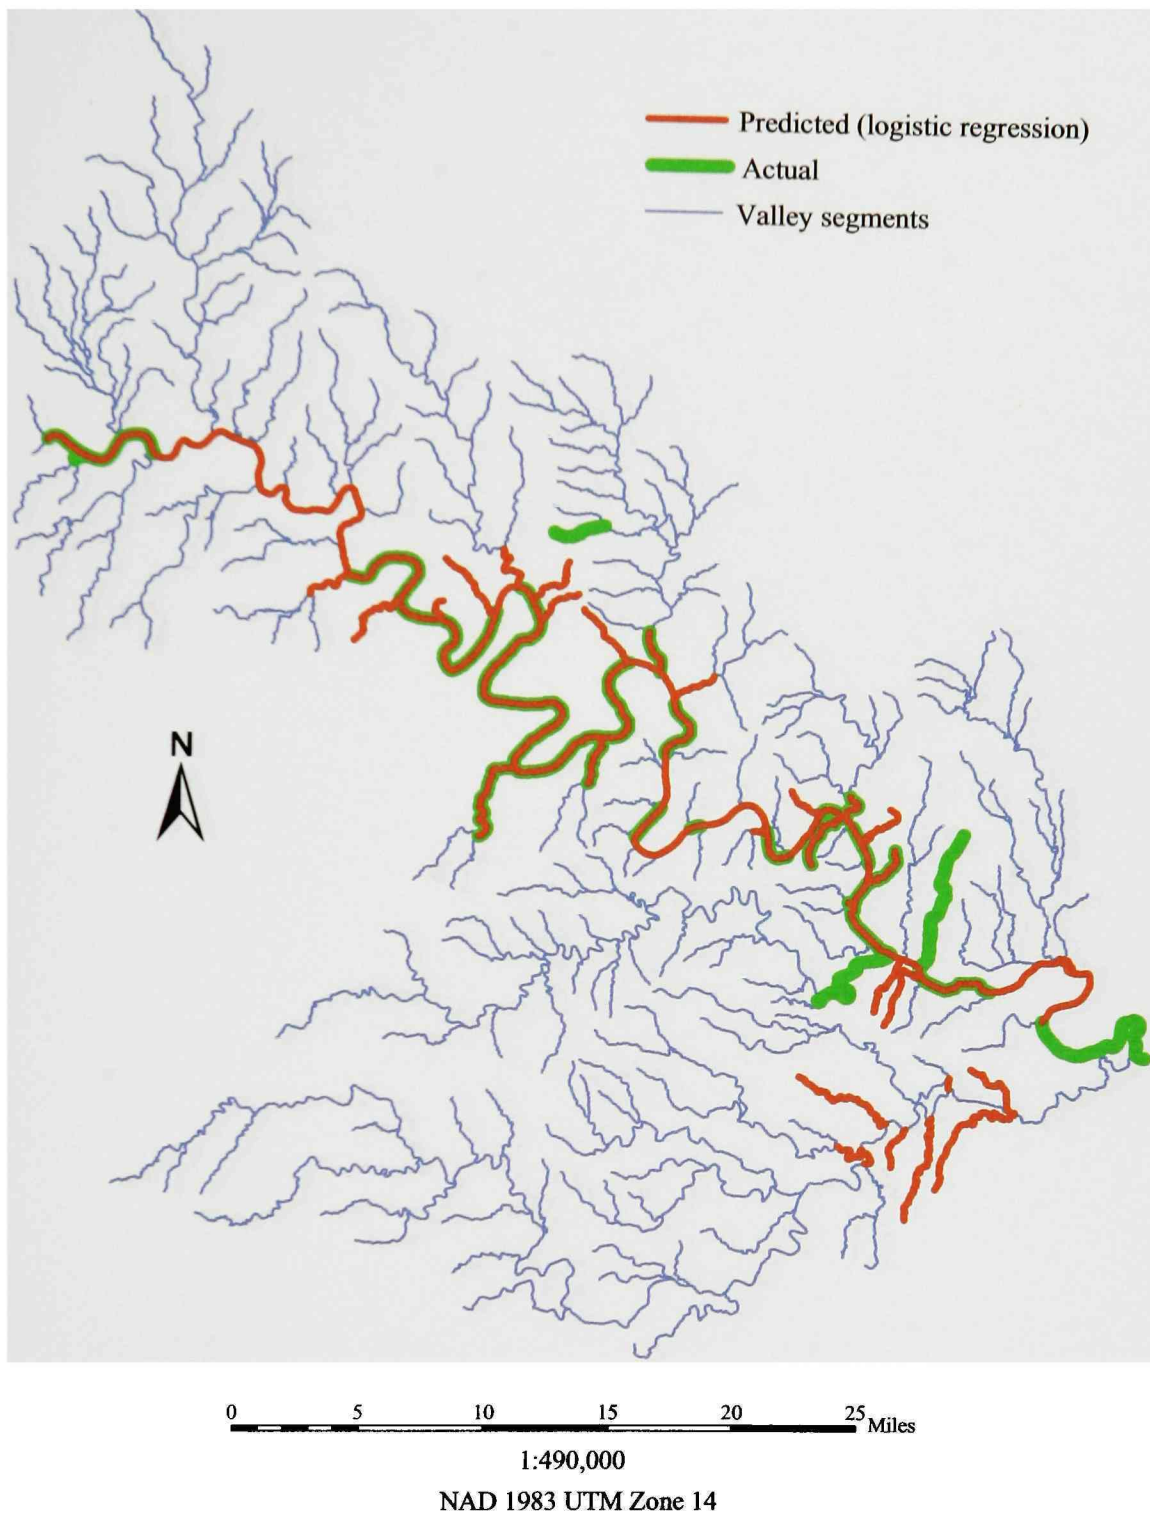 Predicted (logistic regression)
Actual
Valley segments
N
0 5 10 15 20 25 Miles
1:490,000
NAD 1983 UTM Zone 14